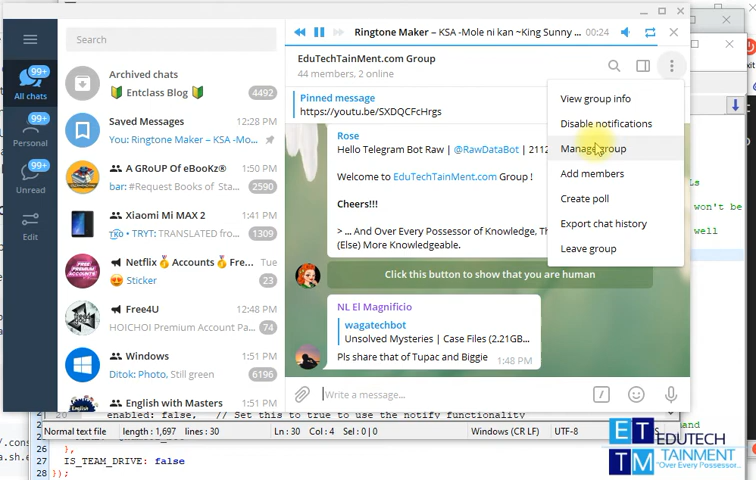 Search
Ringtone Maker – KSA -Mole ni kan ~King Sunny ...
00:24
EduTechTainMent.com Group
44 members, 2 online
Pinned message
https://youtu.be/SXDQCFcHrgs
99+
All chats
99+
Personal
99+
Unread
Edit
Archived chats
Entclass Blog
4492
Saved Messages
12:28 PM
You: Ringtone Maker – KSA -Mole ...
A GRoUP Of eBooKz®
1:50 PM
bar: #Request Books of Sta...
2590
Xiaomi Mi MAX 2
1:41 PM
TRYT: TRANSLATED from...
1309
Netflix Accounts Fre...
Tue
Sticker
23
Free4U
12:48 PM
HOICHOI Premium Account Pa...
74
Windows
1:51 PM
Ditok: Photo, Still green
6196
English with Masters
1:51 PM
Rose
Hello Telegram Bot Raw | @RawDataBot | 2112
Welcome to EduTechTainMent.com Group !
Cheers!!!
> ... And Over Every Possessor of Knowledge, Th
(Else) More Knowledgeable.
Click this button to show that you are human
NL El Magnificio
wagatechbot
Unsolved Mysteries | Case Files (2.21GB...
Pls share that of Tupac and Biggie
1:48 PM
Write a message...
View group info
Disable notifications
Manage group
Add members
Create poll
Export chat history
Leave group
won't be
well
enabled: false, // Set this to true to use the notify functionality
Normal text file
length : 1,697
lines : 30
Ln : 30
Col : 4
Sel : 0 | 0
Windows (CR LF)
UTF-8
26 },
27 IS_TEAM_DRIVE: false
28 });
ET
TM
EDUTECH
TAINMENT
"Over Every Possessor..."